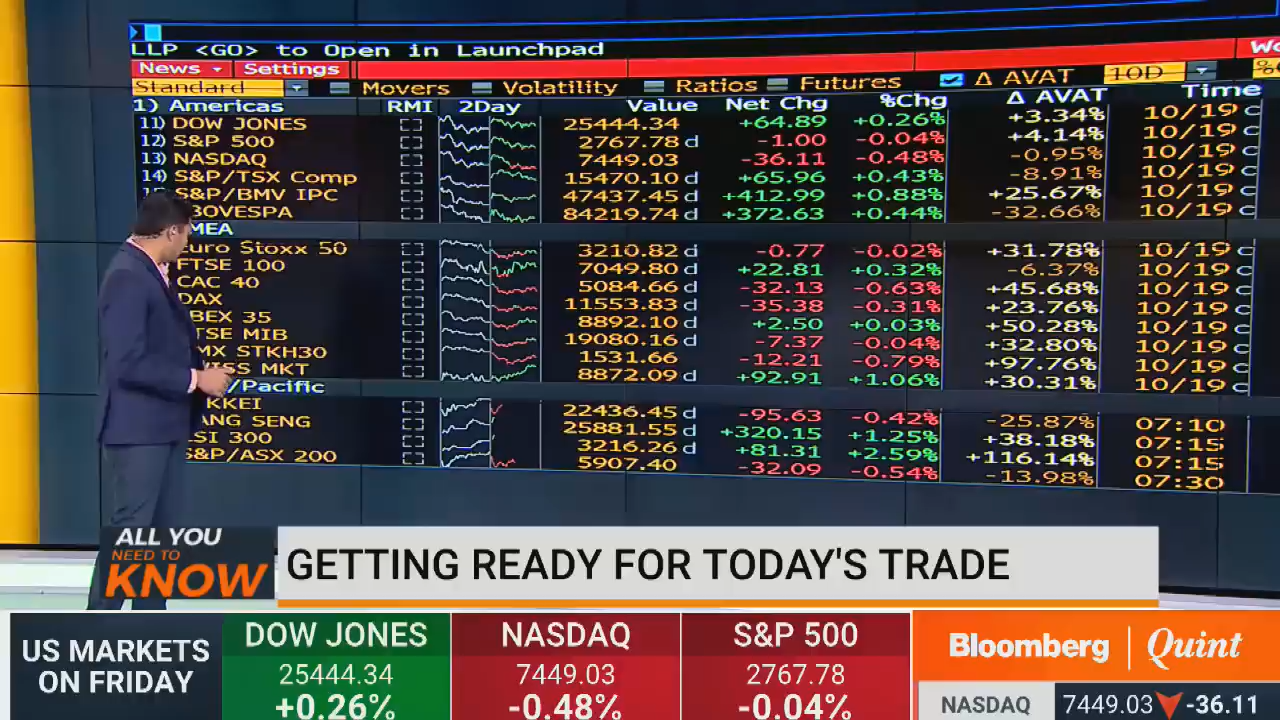 LLP <GO> to Open in Launchpad
News Settings
Standard Movers Volatility Ratios Futures Δ AVAT 10D
1) Americas RMI 2Day Value Net Chg %Chg Δ AVAT Time
11) DOW JONES 25444.34 +64.89 +0.26% +3.34% 10/19 c
12) S&P 500 2767.78 d -1.00 -0.04% +4.14% 10/19 c
13) NASDAQ 7449.03 -36.11 -0.48% -0.95% 10/19 c
14) S&P/TSX Comp 15470.10 d +65.96 +0.43% -8.91% 10/19 c
S&P/BMV IPC 47437.45 d +412.99 +0.88% +25.67% 10/19 c
BOVESPA 84219.74 d +372.63 +0.44% -32.66% 10/19 c
MEA
uro Stoxx 50 3210.82 d -0.77 -0.02% +31.78% 10/19 c
FTSE 100 7049.80 d +22.81 +0.32% -6.37% 10/19 c
CAC 40 5084.66 d -32.13 -0.63% +45.68% 10/19 c
DAX 11553.83 d -35.38 -0.31% +23.76% 10/19 c
BEX 35 8892.10 d +2.50 +0.03% +50.28% 10/19 c
TSE MIB 19080.16 d -7.37 -0.04% +32.80% 10/19 c
MX STKH30 1531.66 -12.21 -0.79% +97.76% 10/19 c
ISS MKT 8872.09 d +92.91 +1.06% +30.31% 10/19 c
/Pacific
KKEI 22436.45 d -95.63 -0.42% -25.87% 07:10
ANG SENG 25881.55 d +320.15 +1.25% +38.18% 07:15
SI 300 3216.26 d +81.31 +2.59% +116.14% 07:15
S&P/ASX 200 5907.40 -32.09 -0.54% -13.98% 07:30
ALL YOU
NEED TO
KNOW
GETTING READY FOR TODAY'S TRADE
US MARKETS
ON FRIDAY
DOW JONES
25444.34
+0.26%
NASDAQ
7449.03
-0.48%
S&P 500
2767.78
-0.04%
Bloomberg | Quint
NASDAQ 7449.03 -36.11